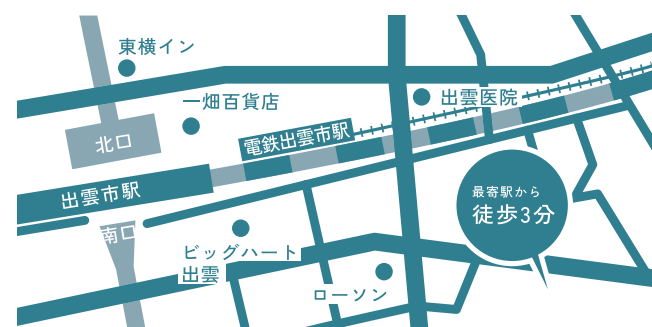 東横イン
一畑百貨店
出雲医院
北口
電鉄出雲市駅
出雲市駅
最寄駅から
徒歩3分
南口
ビッグハート
出雲
ローソン